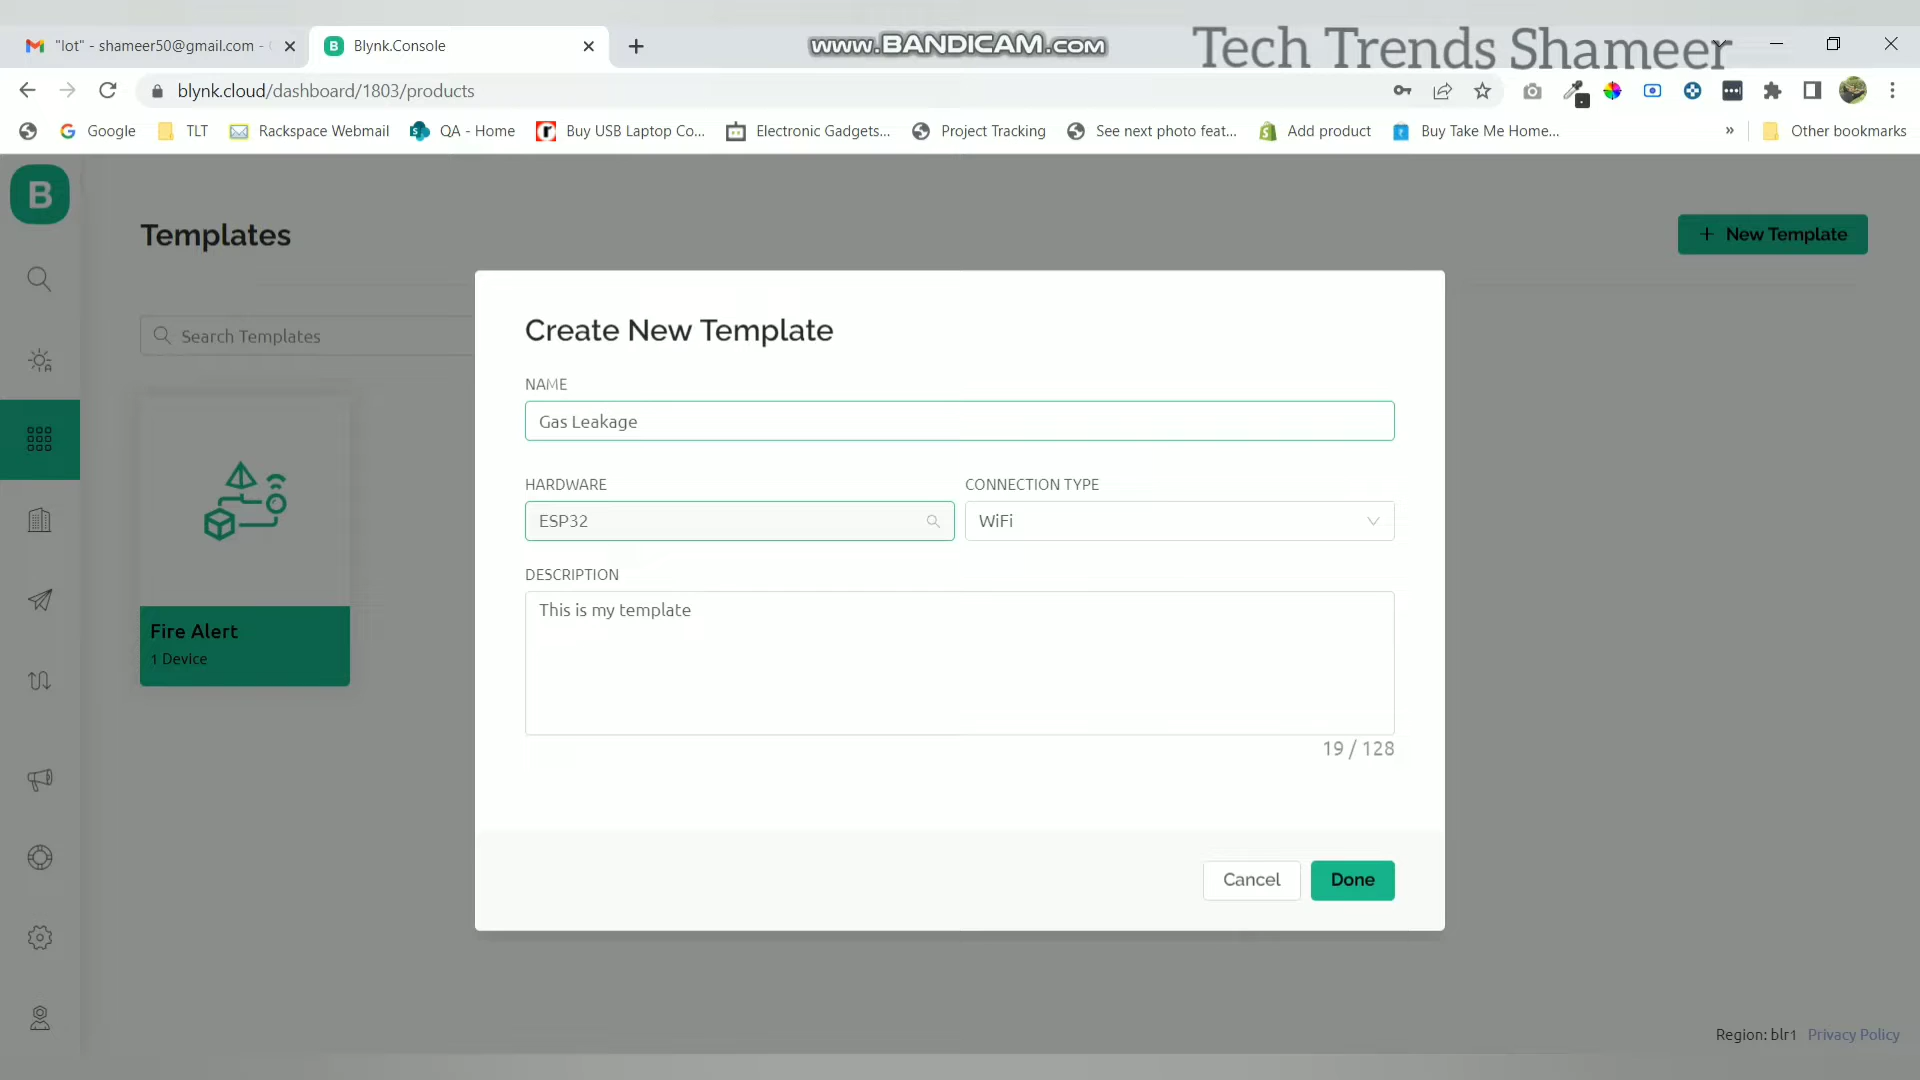 "lot" - shameer50@gmail.com -
Blynk.Console
www.BANDICAM.com
Tech Trends Shameer
blynk.cloud/dashboard/1803/products
Google
TLT
Rackspace Webmail
QA - Home
Buy USB Laptop Co...
Electronic Gadgets...
Project Tracking
See next photo feat...
Add product
Buy Take Me Home...
»
Other bookmarks
B
Templates
+ New Template
Search Templates
Create New Template
NAME
Gas Leakage
HARDWARE
CONNECTION TYPE
ESP32
WiFi
DESCRIPTION
This is my template
19 / 128
Fire Alert
1 Device
Cancel
Done
Region: blr1 Privacy Policy